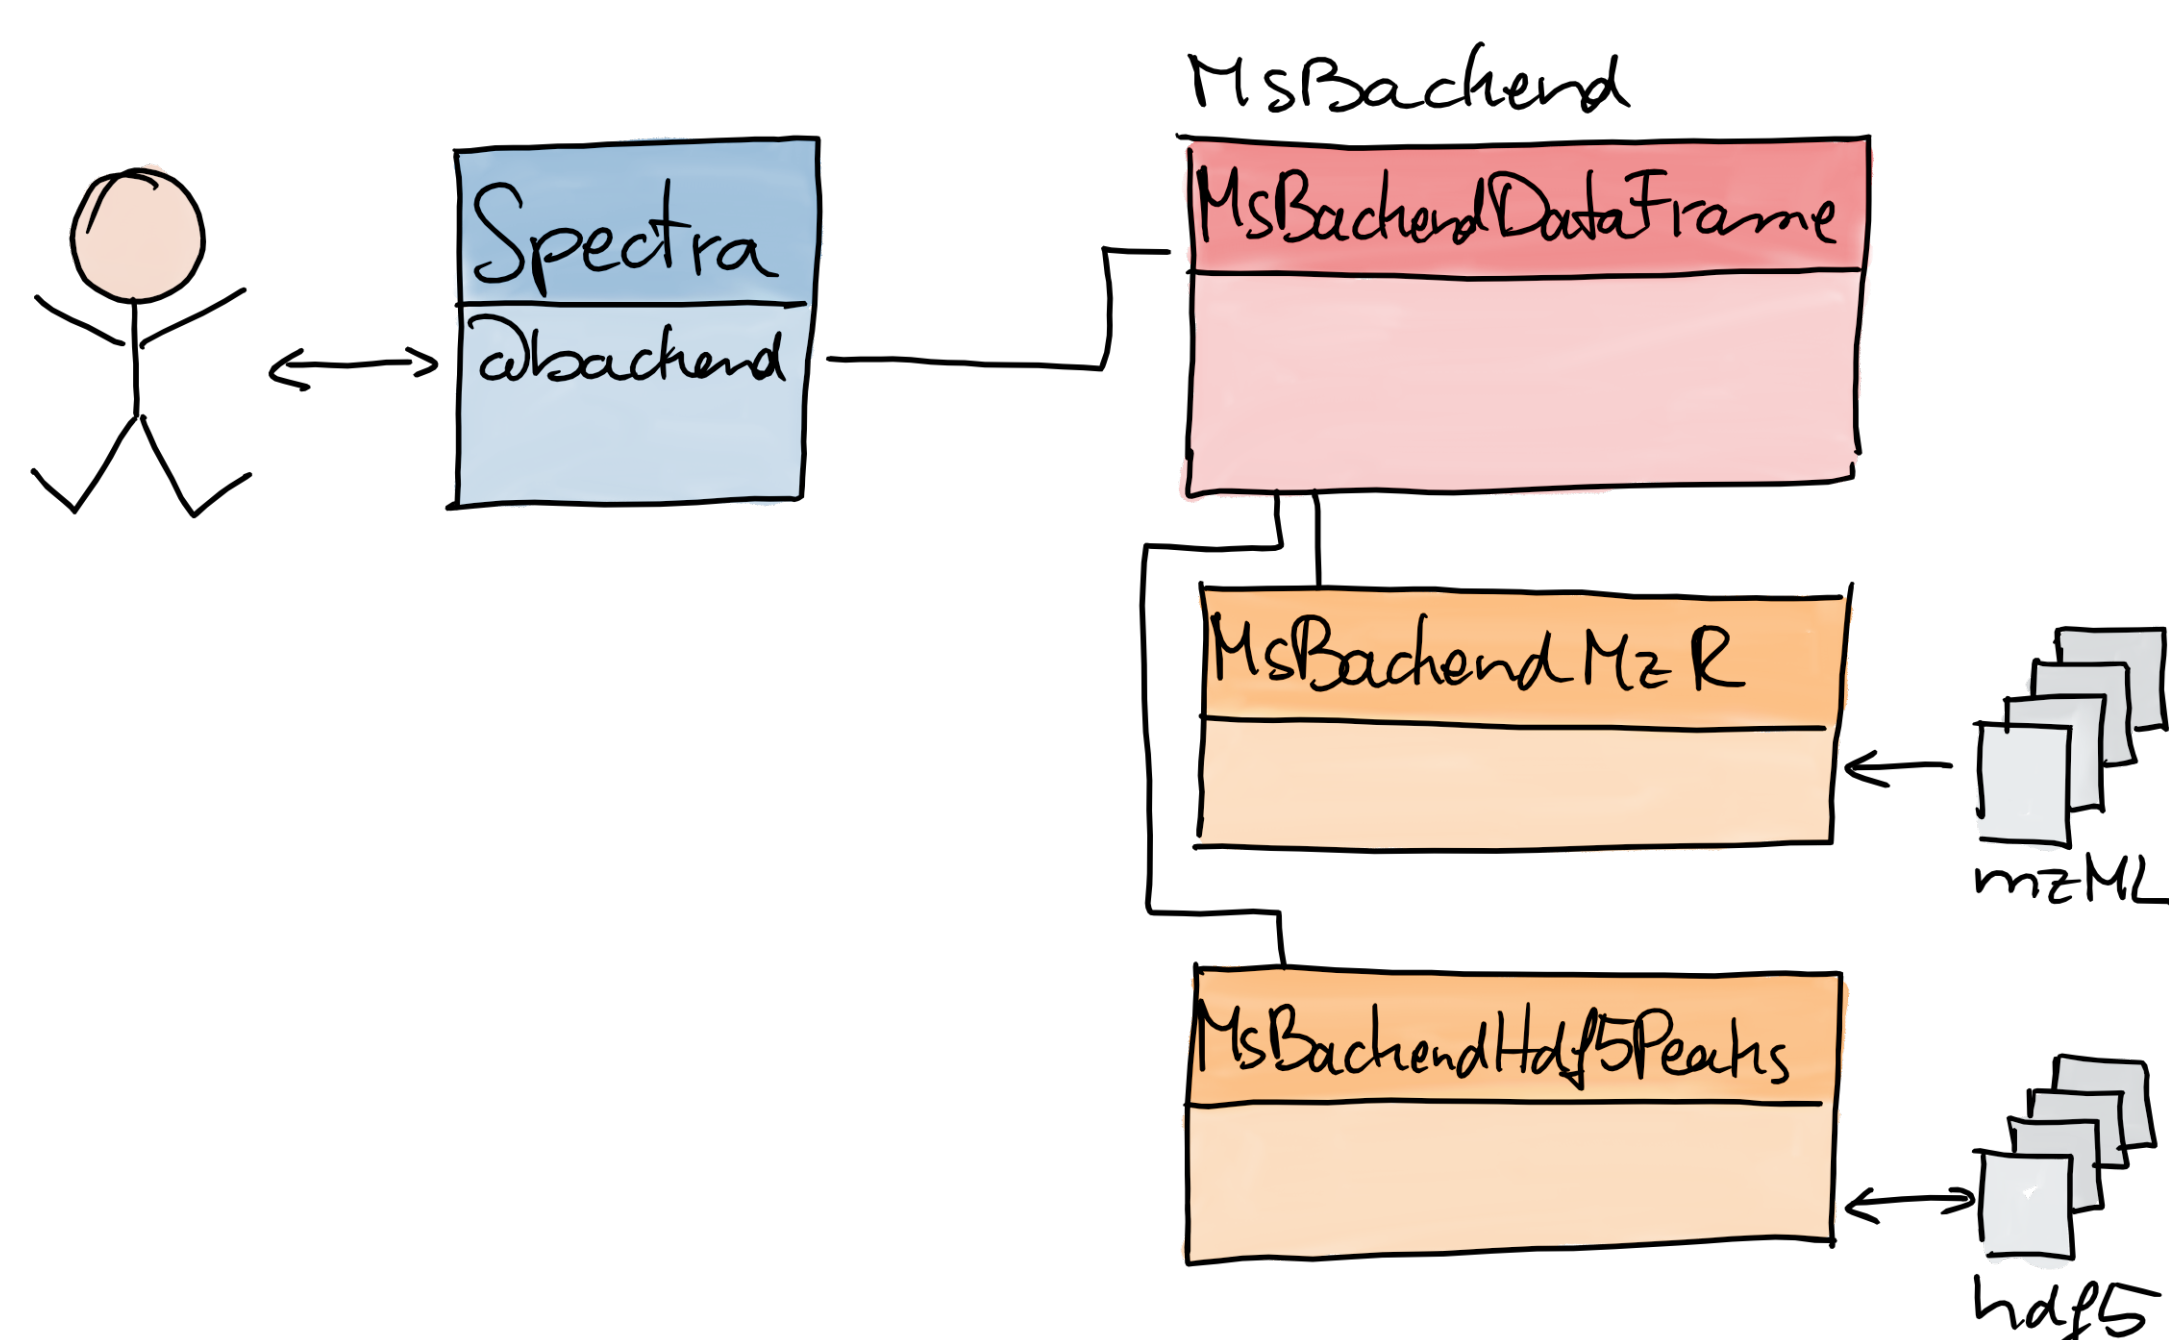 MsBackend
Spectra
@backend
MsBackendDataFrame
MsBackendMzR
mzML
MsBackendHdf5Peaks
hdf5